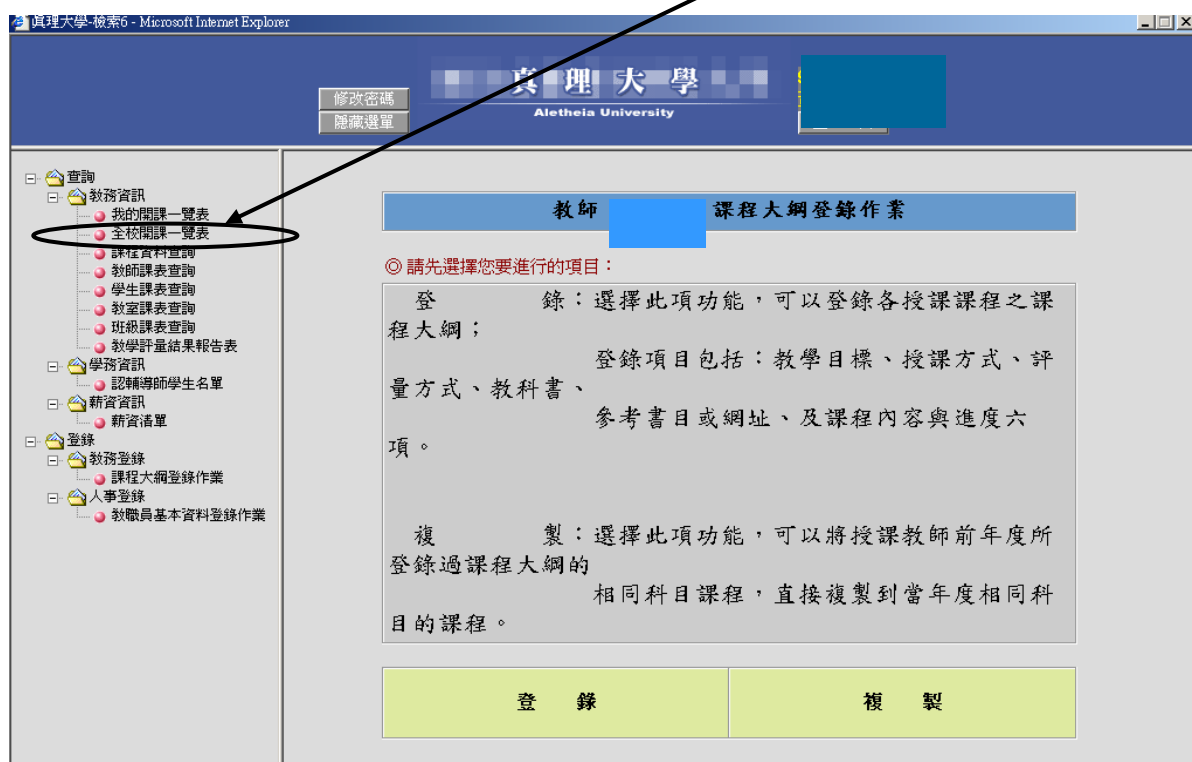 真理大學-檢索6 - Microsoft Internet Explorer
真理大學
Aletheia University
修改密碼
隱藏選單
查詢
教務資訊
我的開課一覽表
全校開課一覽表
課程資料查詢
教師課表查詢
學生課表查詢
教室課表查詢
班級課表查詢
教學評量結果報告表
學務資訊
認輔導師學生名單
薪資資訊
薪資清單
登錄
教務登錄
課程大綱登錄作業
人事登錄
教職員基本資料登錄作業
教師 課程大綱登錄作業
◎ 請先選擇您要進行的項目：
登 錄：選擇此項功能，可以登錄各授課課程之課
程大綱；
登錄項目包括：教學目標、授課方式、評
量方式、教科書、
參考書目或網址、及課程內容與進度六
項。
複 製：選擇此項功能，可以將授課教師前年度所
登錄過課程大綱的
相同科目課程，直接複製到當年度相同科
目的課程。
登 錄
複 製